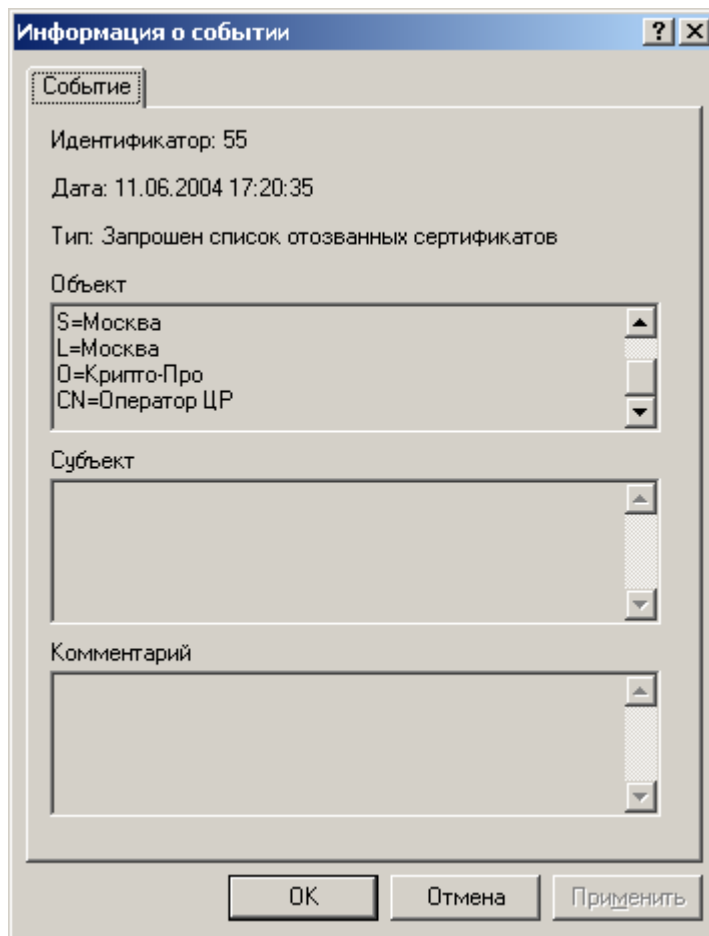 Информация о событии
Событие
Идентификатор: 55
Дата: 11.06.2004 17:20:35
Тип: Запрошен список отозванных сертификатов
Объект
S=Москва
L=Москва
O=Крипто-Про
CN=Оператор ЦР
Субъект
Комментарий
OK
Отмена
Применить